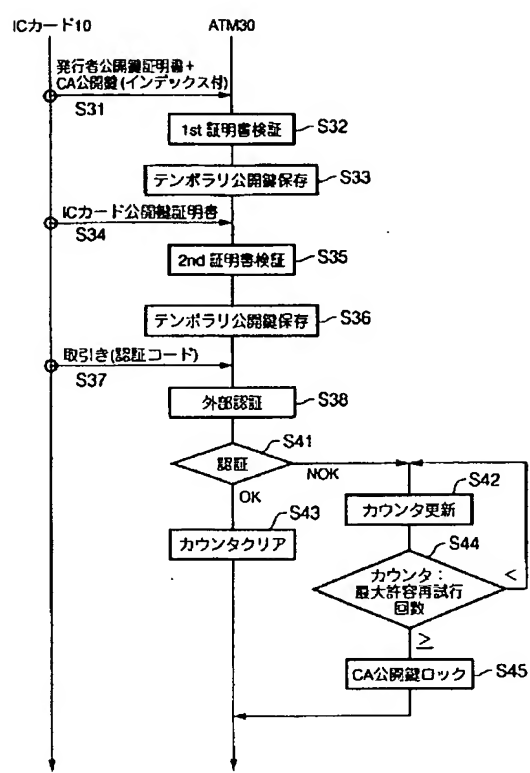 ICカード10
ATM30
発行者公開鍵証明書+
CA公開鍵(インデックス付)
S31
1st 証明書検証
S32
テンポラリ公開鍵保存
S33
ICカード公開鍵証明書
S34
2nd 証明書検証
S35
テンポラリ公開鍵保存
S36
取引き(認証コード)
S37
外部認証
S38
認証
S41
NOK
OK
カウンタ更新
S42
カウンタクリア
S43
カウンタ:
最大許容再試行
回数
S44
<
≧
CA公開鍵ロック
S45